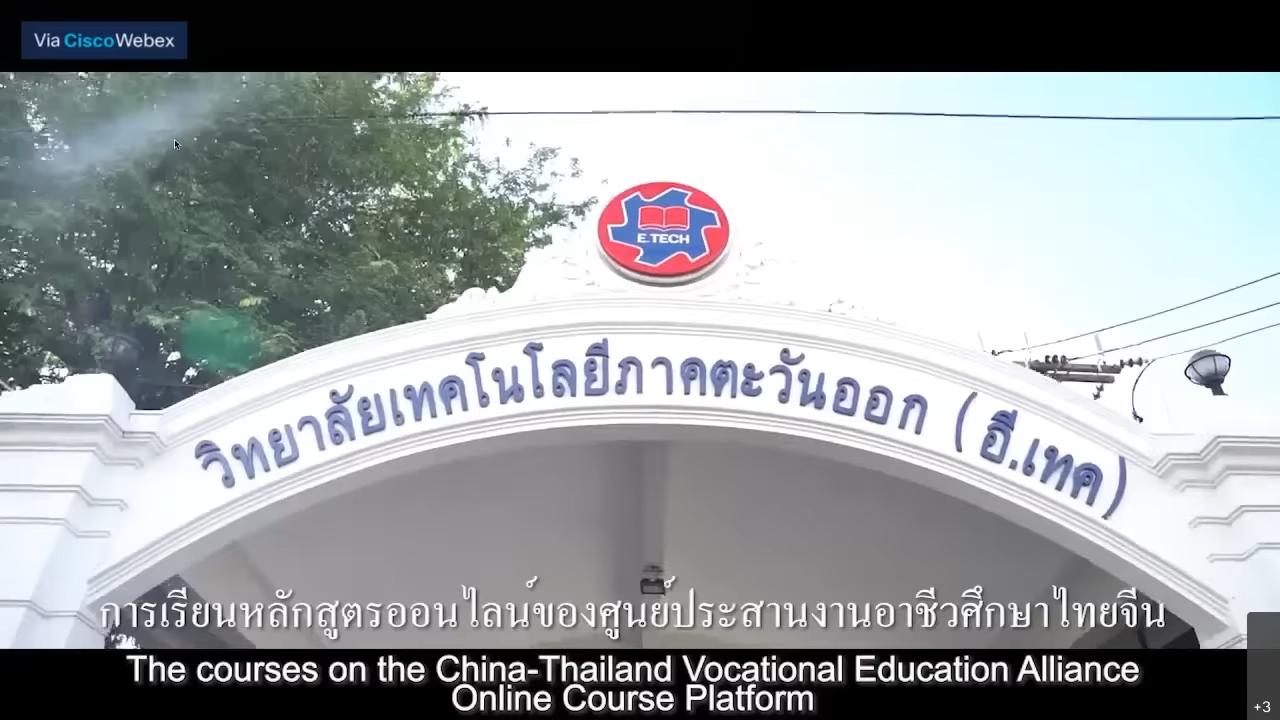 Via CiscoWebex
E.TECH
วิทยาลัยเทคโนโลยีภาคตะวันออก (อี.เทค)
การเรียนหลักสูตรออนไลน์ของศูนย์ประสานงานอาชีวศึกษาไทยจีน
The courses on the China-Thailand Vocational Education Alliance
Online Course Platform
+3